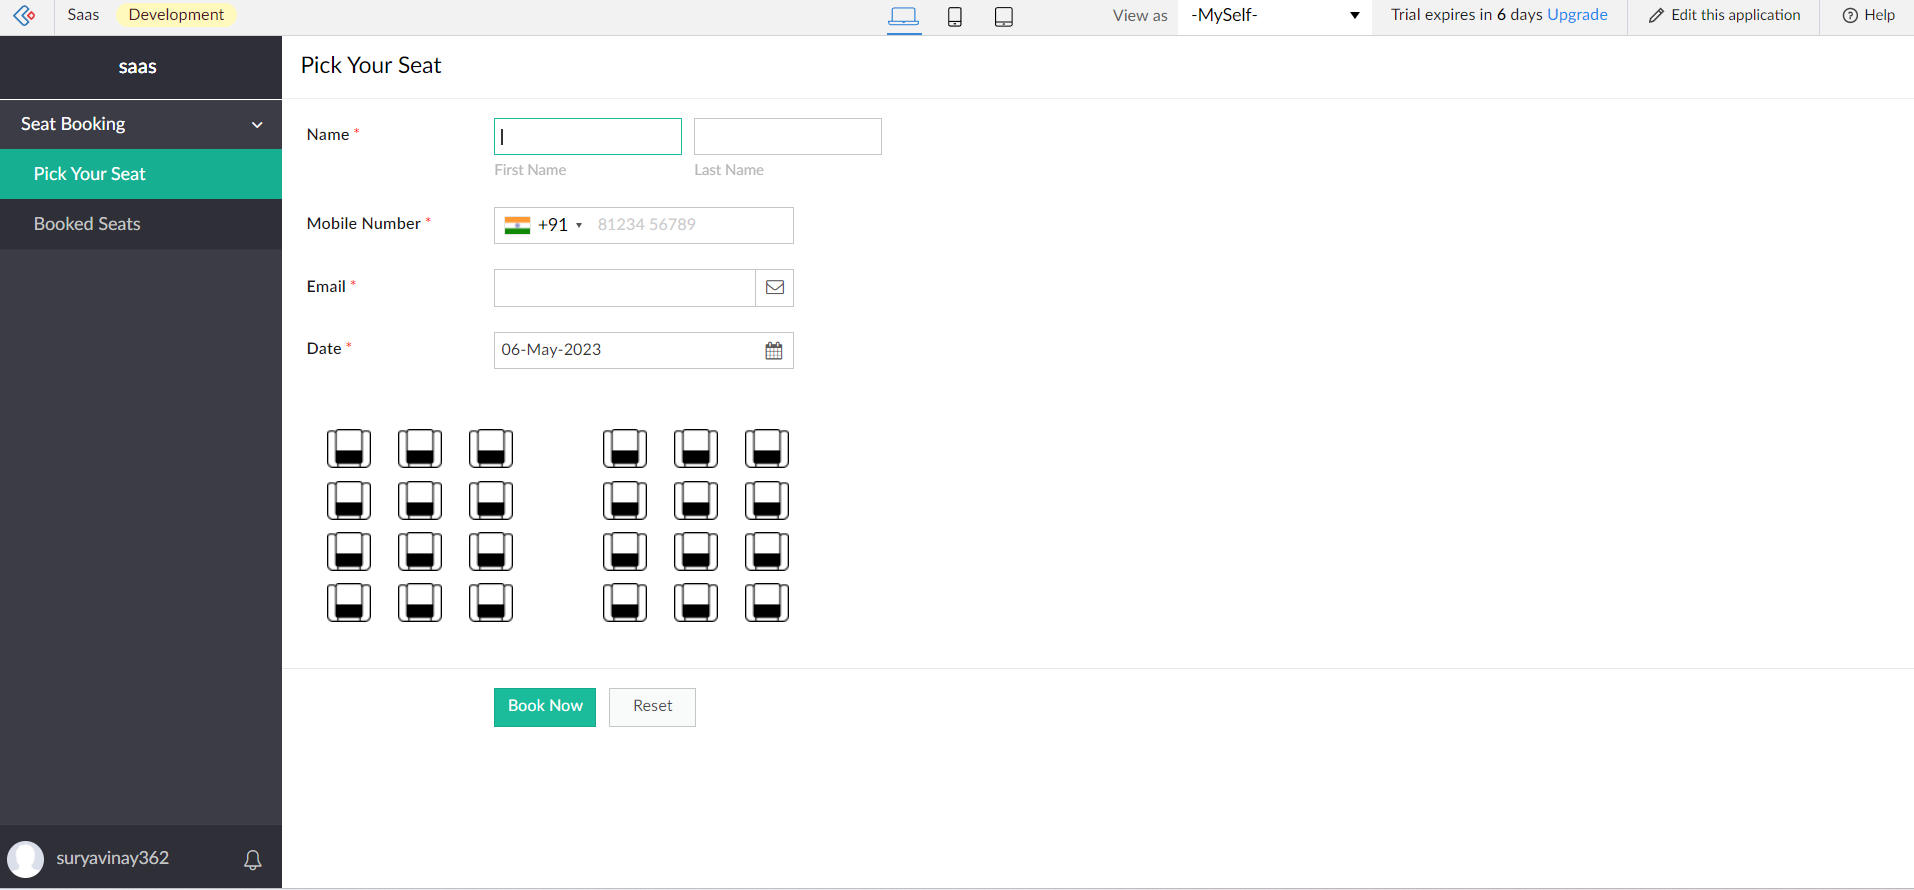 Saas Development View as -MySelf- Trial expires in 6 days Upgrade Edit this application Help
saas
Seat Booking
Pick Your Seat
Booked Seats
suryavinay362
Pick Your Seat
Name *
First Name Last Name
Mobile Number * +91 81234 56789
Email *
Date * 06-May-2023
Book Now Reset